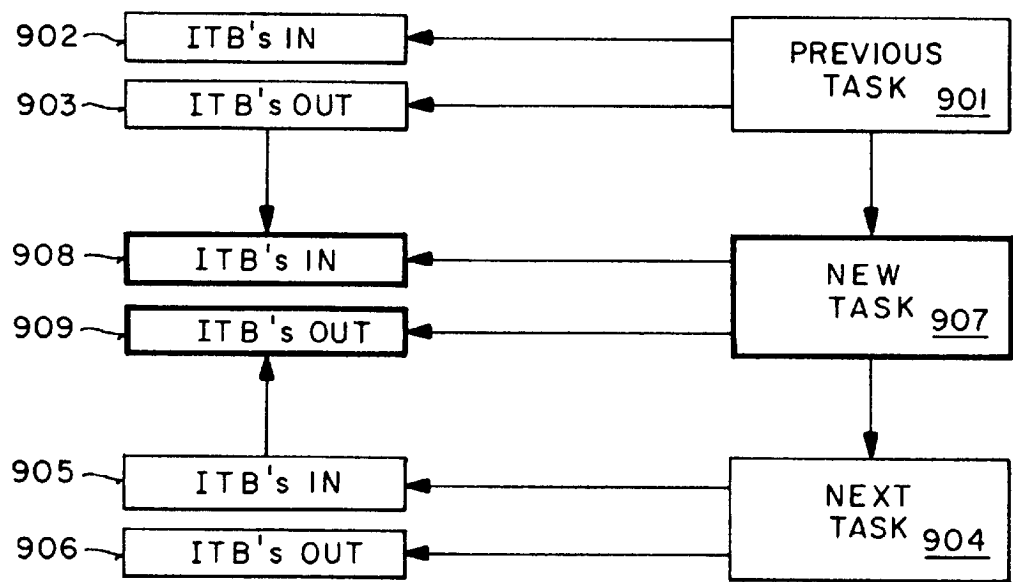 902 ITB's IN
PREVIOUS
TASK 901
903 ITB's OUT
908 ITB's IN
NEW
TASK 907
909 ITB's OUT
905 ITB's IN
NEXT
TASK 904
906 ITB's OUT